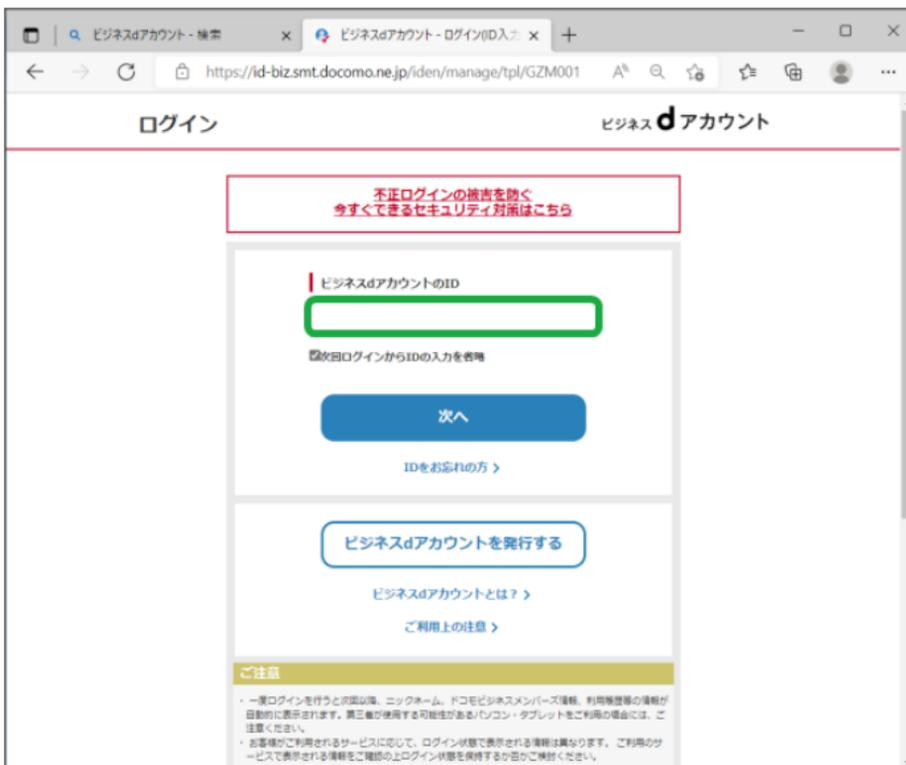 ビジネスdアカウント - 検索
ビジネスdアカウント - ログイン(ID入力
https://id-biz.smt.docomo.ne.jp/iden/manage/tpl/GZM001
ログイン
ビジネス d アカウント
不正ログインの被害を防ぐ
今すぐできるセキュリティ対策はこちら
ビジネスdアカウントのID
次回ログインからIDの入力を省略
次へ
IDをお忘れの方
ビジネスdアカウントを発行する
ビジネスdアカウントとは?
ご利用上の注意
ご注意
・ 一度ログインを行うと次回以降、ニックネーム、ドコモビジネスメンバーズ情報、利用履歴等の情報が
自動的に表示されます。第三者が使用する可能性があるパソコン・タブレットをご利用の場合には、ご
注意ください。
・ お客様がご利用されるサービスに応じて、ログイン状態で表示される情報は異なります。 ご利用のサ
ービスで表示される情報をご確認の上ログイン状態を保持するか否かご検討ください。